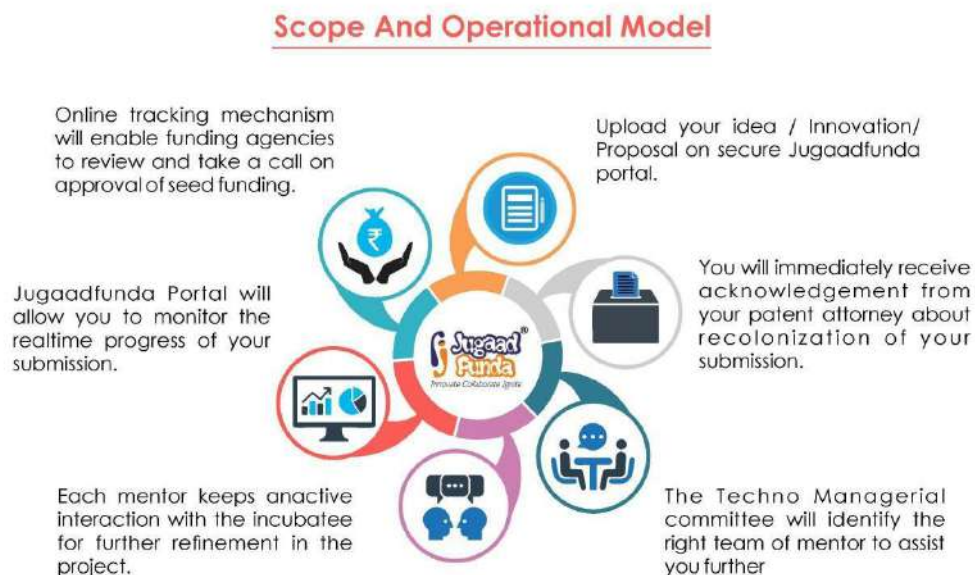 Scope And Operational Model
Online tracking mechanism
will enable funding agencies
to review and take a call on
approval of seed funding.
Upload your idea / Innovation/
Proposal on secure Jugaadfunda
portal.
Jugaadfunda Portal will
allow you to monitor the
realtime progress of your
submission.
You will immediately receive
acknowledgement from
your patent attorney about
recolonization of your
submission.
Jugaad®
Funda
Innovate Collaborate Ignite
Each mentor keeps anactive
interaction with the incubatee
for further refinement in the
project.
The Techno Managerial
committee will identify the
right team of mentor to assist
you further